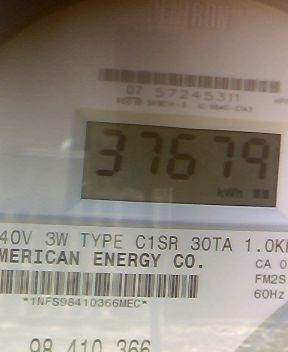 CENTRON
07 57245311
37679
kWh
40V 3W TYPE C1SR 30TA 1.0K
MERICAN ENERGY CO.
CA 0
FM2S
60Hz
*1NFS98410366MEC*
98 410 366